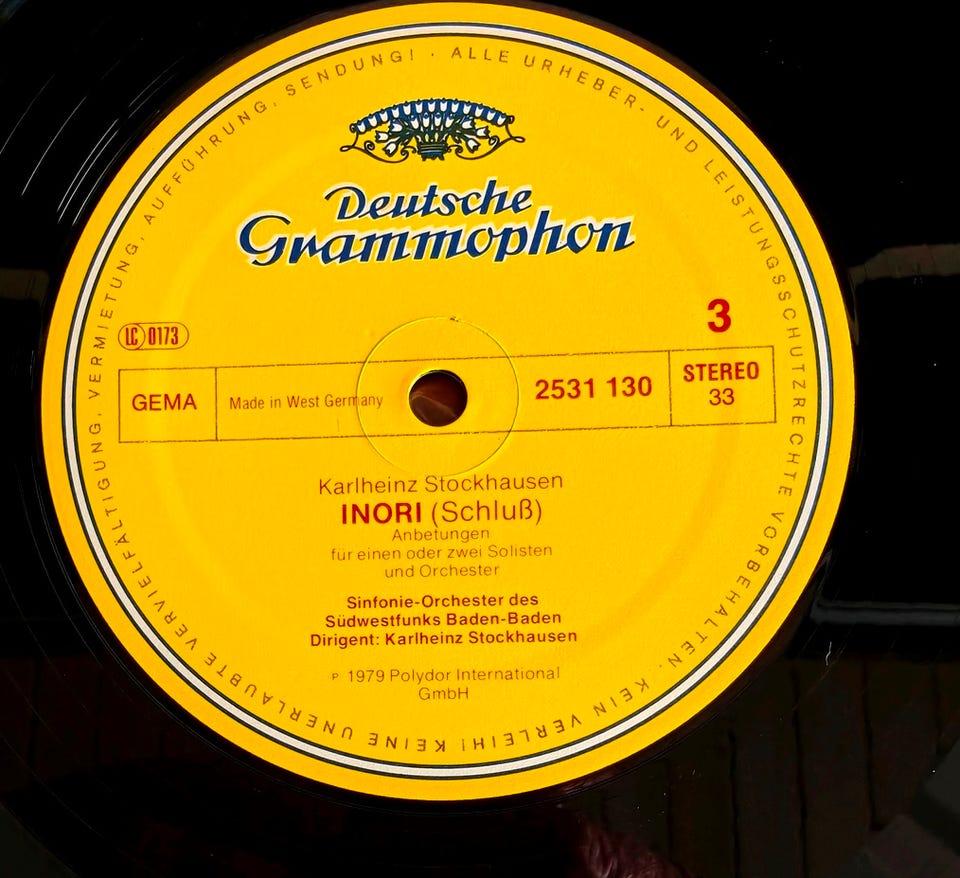 ALLE URHEBER- UND LEISTUNGSSCHUTZRECHTE VORBEHALTEN. KEIN VERLEIH! KEINE UNERLAUBTE VERVIELFÄLTIGUNG, VERMIETUNG, AUFFÜHRUNG, SENDUNG! ·
Deutsche
Grammophon
3
LC 0173
GEMA
Made in West Germany
2531 130
STEREO
33
Karlheinz Stockhausen
INORI (Schluß)
Anbetungen
für einen oder zwei Solisten
und Orchester
Sinfonie-Orchester des
Südwestfunks Baden-Baden
Dirigent: Karlheinz Stockhausen
℗ 1979 Polydor International
GmbH